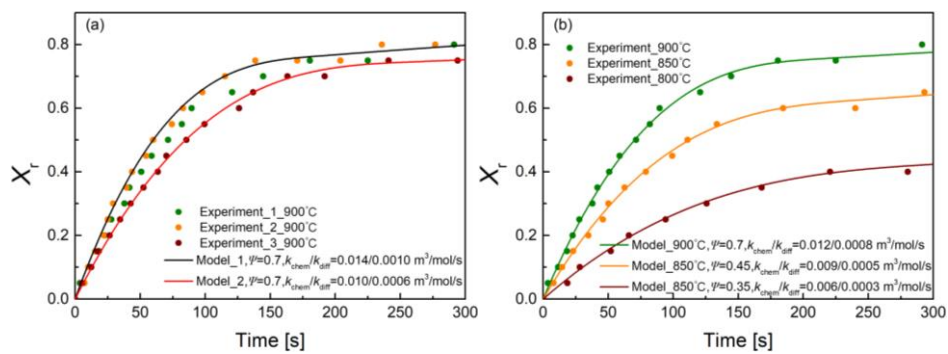 (a)
0.8
0.6
0.4
0.2
0.0
X_r
Experiment_1_900°C
Experiment_2_900°C
Experiment_3_900°C
Model_1,Ψ=0.7,k_chem/k_diff=0.014/0.0010 m³/mol/s
Model_2,Ψ=0.7,k_chem/k_diff=0.010/0.0006 m³/mol/s
0 50 100 150 200 250 300
Time [s]
(b)
0.8
0.6
0.4
0.2
0.0
X_r
Experiment_900°C
Experiment_850°C
Experiment_800°C
Model_900°C,Ψ=0.7,k_chem/k_diff=0.012/0.0008 m³/mol/s
Model_850°C,Ψ=0.45,k_chem/k_diff=0.009/0.0005 m³/mol/s
Model_850°C,Ψ=0.35,k_chem/k_diff=0.006/0.0003 m³/mol/s
0 50 100 150 200 250 300
Time [s]